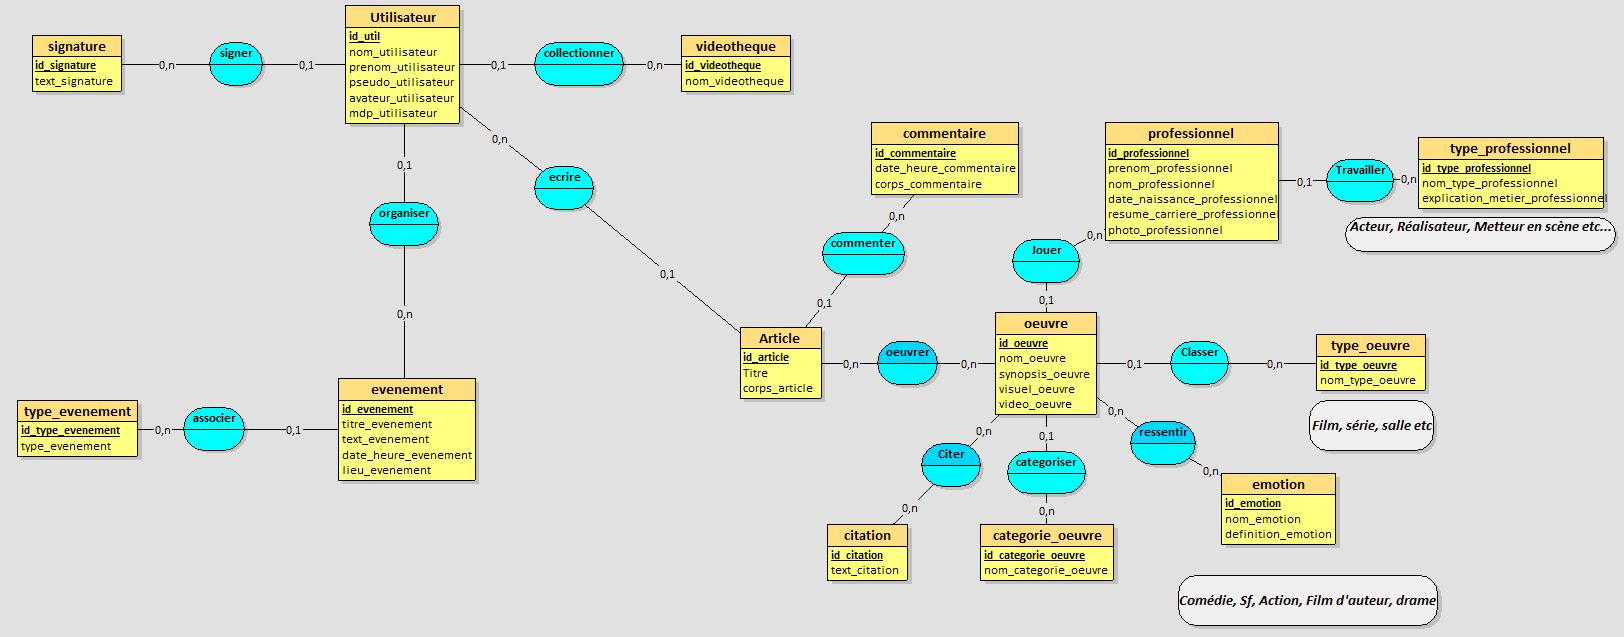 Utilisateur
id_util
nom_utilisateur
prenom_utilisateur
pseudo_utilisateur
avateur_utilisateur
mdp_utilisateur
signature
id_signature
text_signature
0,n
signer
0,1
0,1
collectionner
0,n
videotheque
id_videotheque
nom_videotheque
0,n
ecrire
0,1
0,1
organiser
0,n
commentaire
id_commentaire
date_heure_commentaire
corps_commentaire
0,n
commenter
0,1
professionnel
id_professionnel
prenom_professionnel
nom_professionnel
date_naissance_professionnel
resume_carriere_professionnel
photo_professionnel
0,1
Travailler
0,n
type_professionnel
id_type_professionnel
nom_type_professionnel
explication_metier_professionnel
Acteur, Réalisateur, Metteur en scène etc...
0,n
Jouer
0,1
Article
id_article
Titre
corps_article
0,n
oeuvrer
0,n
oeuvre
id_oeuvre
nom_oeuvre
synopsis_oeuvre
visuel_oeuvre
video_oeuvre
0,1
Classer
0,n
type_oeuvre
id_type_oeuvre
nom_type_oeuvre
Film, série, salle etc
evenement
id_evenement
titre_evenement
text_evenement
date_heure_evenement
lieu_evenement
type_evenement
id_type_evenement
type_evenement
0,n
associer
0,1
0,n
Citer
0,n
0,1
categoriser
0,n
0,n
ressentir
0,n
emotion
id_emotion
nom_emotion
definition_emotion
citation
id_citation
text_citation
categorie_oeuvre
id_categorie_oeuvre
nom_categorie_oeuvre
Comédie, Sf, Action, Film d'auteur, drame